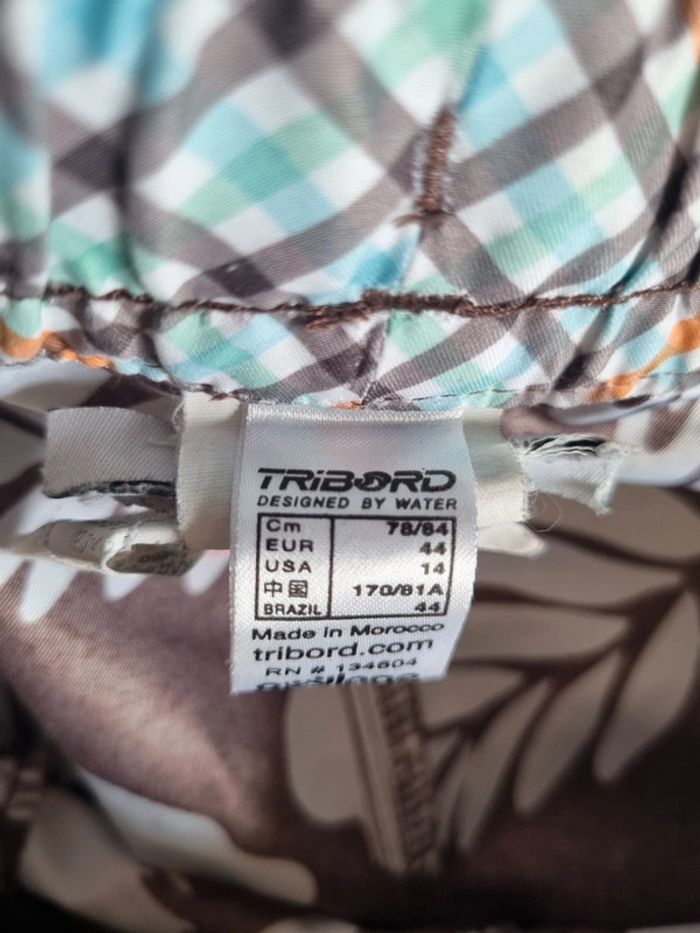 TRIBORD
DESIGNED BY WATER
Cm 78/84
EUR 44
USA 14
中国 170/81A
BRAZIL 44
Made in Morocco
tribord.com
RN # 134604